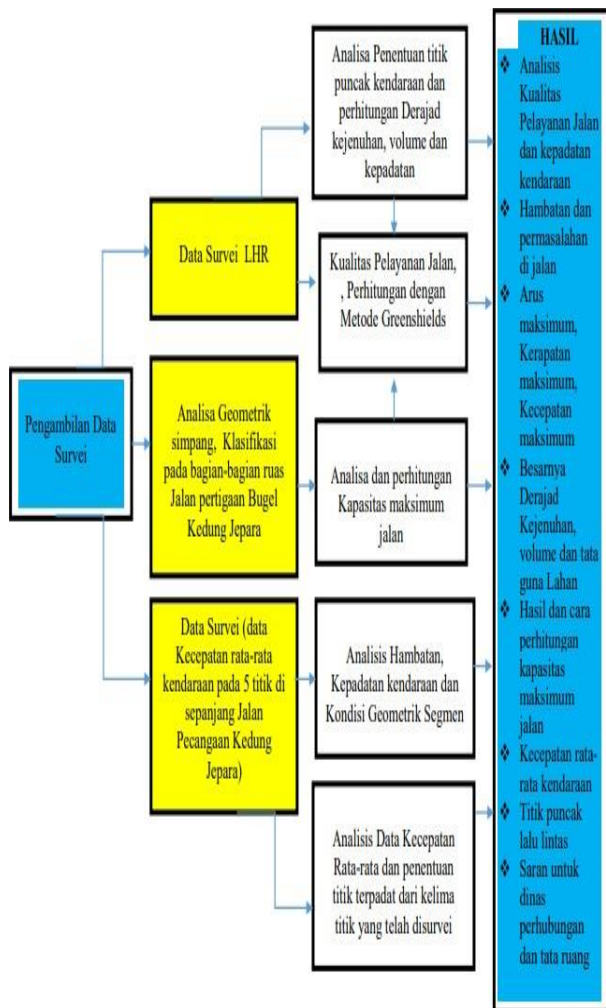 Pengambilan Data
Survei
Data Survei LHR
Analisa Geometrik
simpang, Klasifikasi
pada bagian-bagian ruas
Jalan pertigaan Bugel
Kedung Jepara
Data Survei (data
Kecepatan rata-rata
kendaraan pada 5 titik di
sepanjang Jalan
Pecangaan Kedung
Jepara)
Analisa Penentuan titik
puncak kendaraan dan
perhitungan Derajad
kejenuhan, volume dan
kepadatan
Kualitas Pelayanan Jalan,
, Perhitungan dengan
Metode Greenshields
Analisa dan perhitungan
Kapasitas maksimum
jalan
Analisis Hambatan,
Kepadatan kendaraan dan
Kondisi Geometrik Segmen
Analisis Data Kecepatan
Rata-rata dan penentuan
titik terpadat dari kelima
titik yang telah disurvei
HASIL
❖ Analisis
Kualitas
Pelayanan Jalan
dan kepadatan
kendaraan
❖ Hambatan dan
permasalahan
di jalan
❖ Arus
maksimum,
Kerapatan
maksimum,
Kecepatan
maksimum
❖ Besarnya
Derajad
Kejenuhan,
volume dan tata
guna Lahan
❖ Hasil dan cara
perhitungan
kapasitas
maksimum
jalan
❖ Kecepatan rata-
rata kendaraan
❖ Titik puncak
lalu lintas
❖ Saran untuk
dinas
perhubungan
dan tata ruang